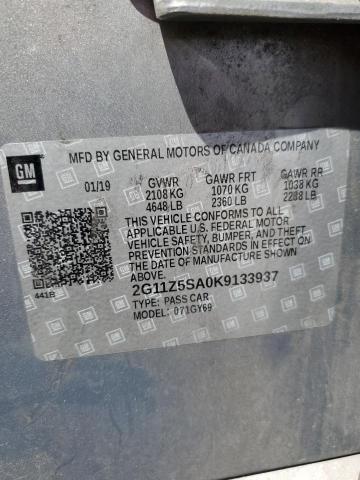 MFD BY GENERAL MOTORS OF CANADA COMPANY
GM
01/19 GVWR GAWR FRT GAWR RR
2108 KG 1070 KG 1038 KG
4648 LB 2360 LB 2288 LB
THIS VEHICLE CONFORMS TO ALL
APPLICABLE U.S. FEDERAL MOTOR
VEHICLE SAFETY, BUMPER, AND THEFT
PREVENTION STANDARDS IN EFFECT ON
THE DATE OF MANUFACTURE SHOWN
ABOVE.
441B
2G11Z5SA0K9133937
TYPE: PASS CAR
MODEL: 071GY69